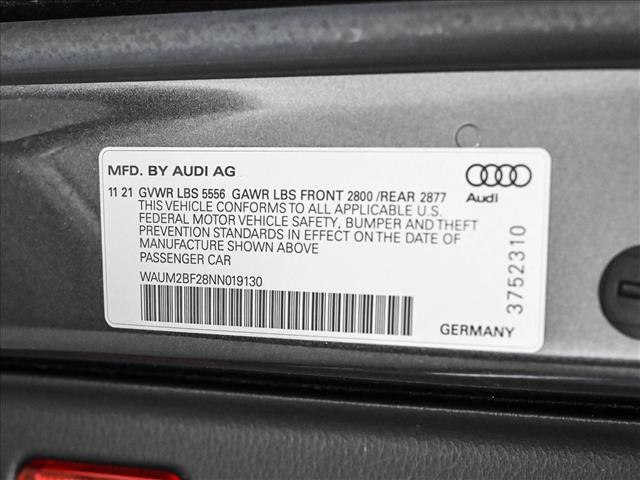 MFD. BY AUDI AG
11 21 GVWR LBS 5556 GAWR LBS FRONT 2800 /REAR 2877
THIS VEHICLE CONFORMS TO ALL APPLICABLE U.S.
FEDERAL MOTOR VEHICLE SAFETY, BUMPER AND THEFT
PREVENTION STANDARDS IN EFFECT ON THE DATE OF
MANUFACTURE SHOWN ABOVE
PASSENGER CAR
WAUM2BF28NN019130
Audi
3752310
GERMANY